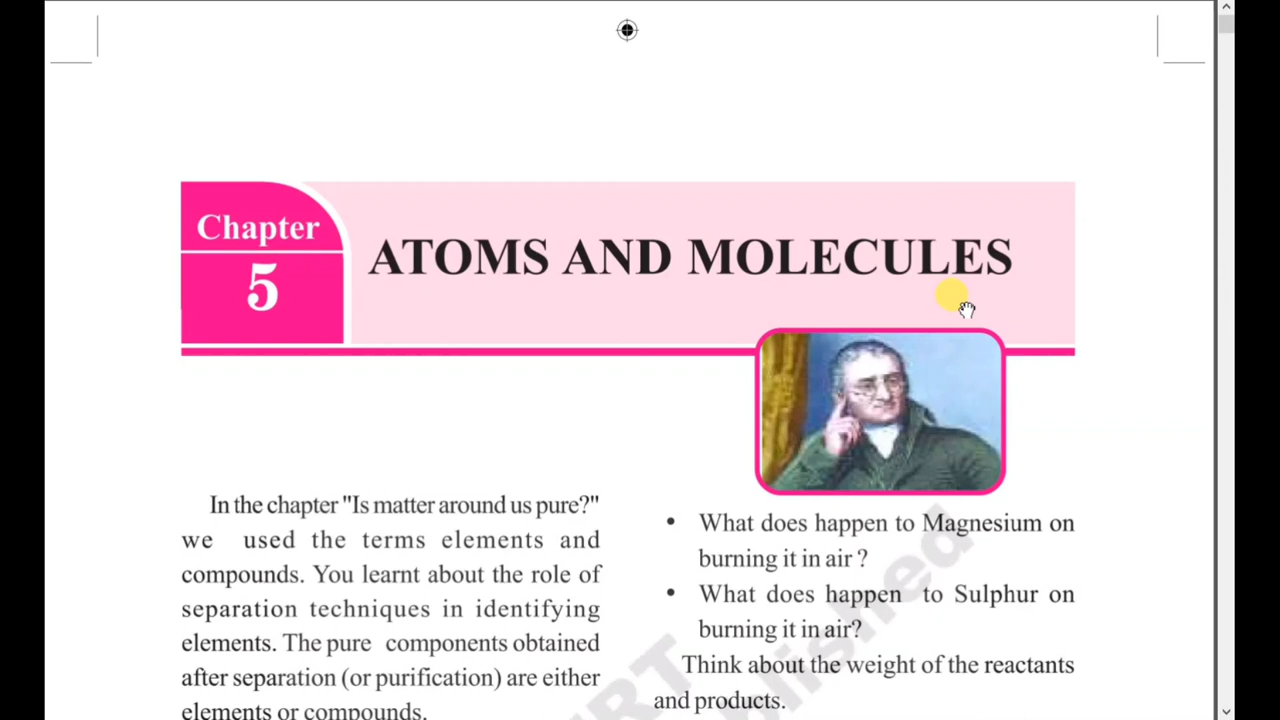 Chapter
5
ATOMS AND MOLECULES
In the chapter "Is matter around us pure?"
we used the terms elements and
compounds. You learnt about the role of
separation techniques in identifying
elements. The pure components obtained
after separation (or purification) are either
elements or compounds.
• What does happen to Magnesium on
burning it in air ?
• What does happen to Sulphur on
burning it in air?
Think about the weight of the reactants
and products.